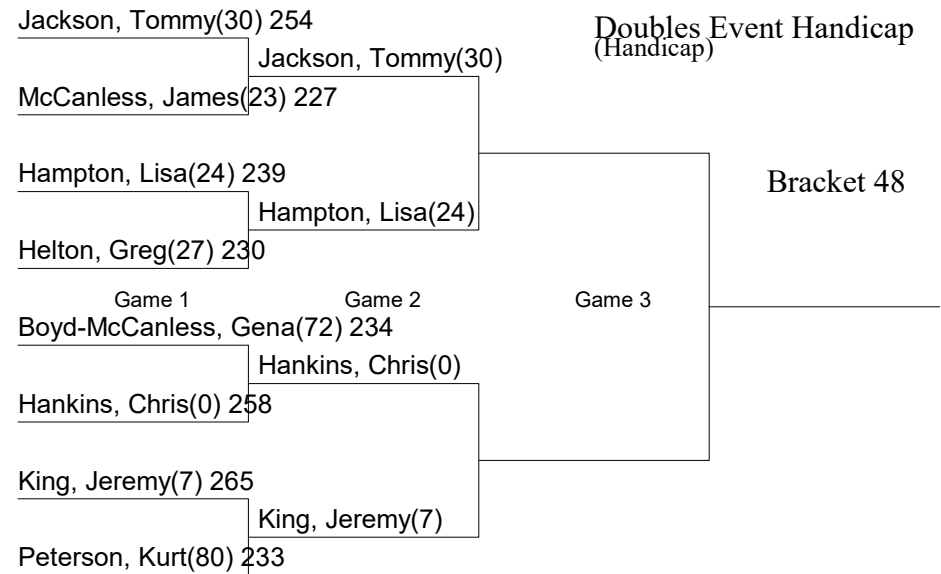 Jackson, Tommy(30) 254
Doubles Event Handicap
(Handicap)
Jackson, Tommy(30)
McCanless, James(23) 227
Hampton, Lisa(24) 239
Bracket 48
Hampton, Lisa(24)
Helton, Greg(27) 230
Game 1
Game 2
Game 3
Boyd-McCanless, Gena(72) 234
Hankins, Chris(0)
Hankins, Chris(0) 258
King, Jeremy(7) 265
King, Jeremy(7)
Peterson, Kurt(80) 233